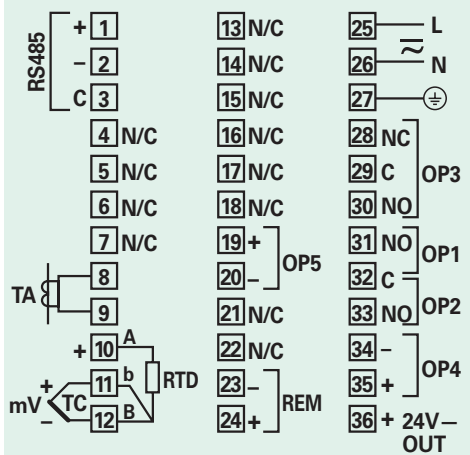 RS485
+ 1
– 2
C 3
4 N/C
5 N/C
6 N/C
7 N/C
TA
8
9
+ 10 A
+ 11 b RTD
mV TC
– 12 B
13 N/C
14 N/C
15 N/C
16 N/C
17 N/C
18 N/C
19 +
20 – OP5
21 N/C
22 N/C
23 –
24 + REM
25 L
26 N
27
28 NC
29 C OP3
30 NO
31 NO OP1
32 C
33 NO OP2
34 –
35 + OP4
36 + 24V–
OUT